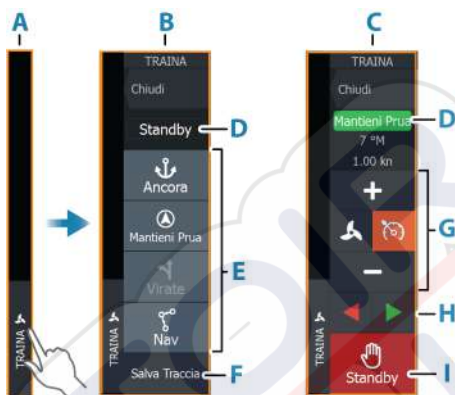 A
TRAINA
B
TRAINA
Chiudi
Standby
D
Ancora
Mantieni Prua
Virate
Nav
E
Salva Traccia
F
TRAINA
C
TRAINA
Chiudi
Mantieni Prua
D
7 °M
1.00 kn
+
G
−
H
TRAINA
Standby
I